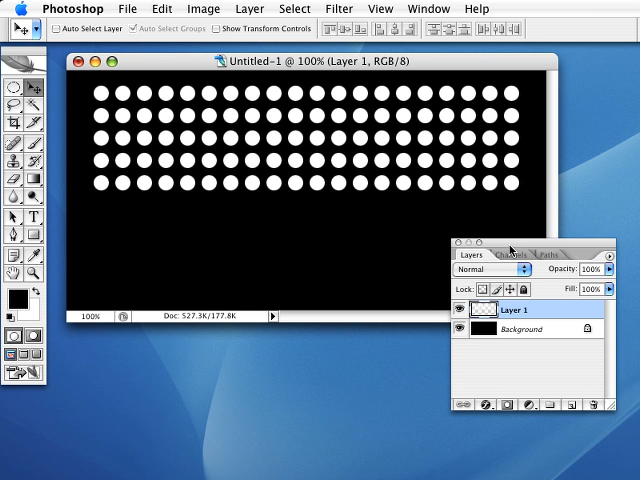 Photoshop File Edit Image Layer Select Filter View Window Help
Auto Select Layer Auto Select Groups Show Transform Controls
Untitled-1 @ 100% (Layer 1, RGB/8)
Layers Channels Paths
Normal Opacity: 100%
Lock: Fill: 100%
Layer 1
100% Doc: 527.3K/177.8K
Background